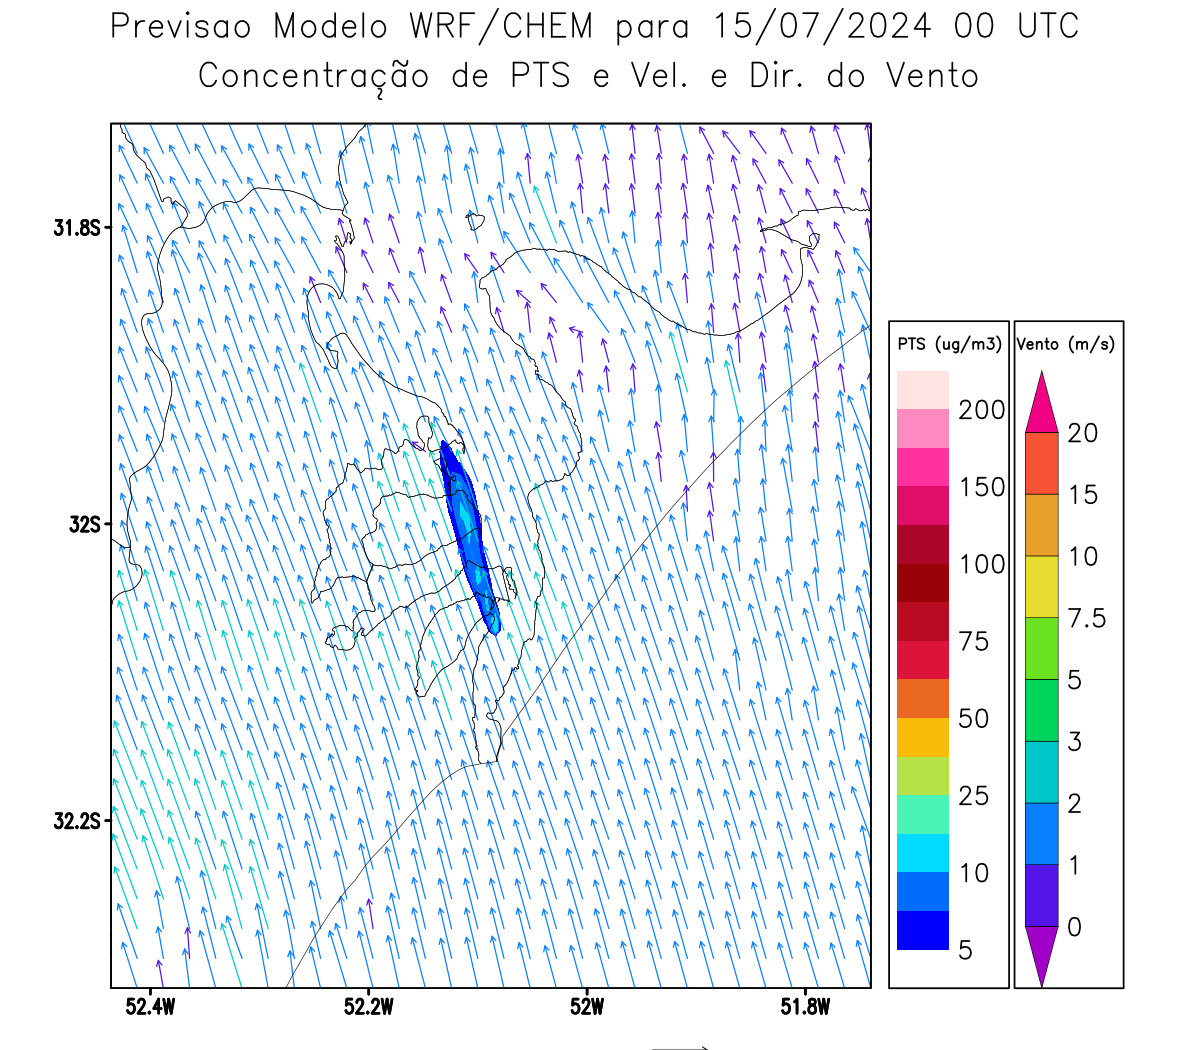 Previsao Modelo WRF/CHEM para 15/07/2024 00 UTC
Concentração de PTS e Vel. e Dir. do Vento
31.8S
32S
32.2S
52.4W
52.2W
52W
51.8W
PTS (ug/m3)
200
150
100
75
50
25
10
5
Vento (m/s)
20
15
10
7.5
5
3
2
1
0